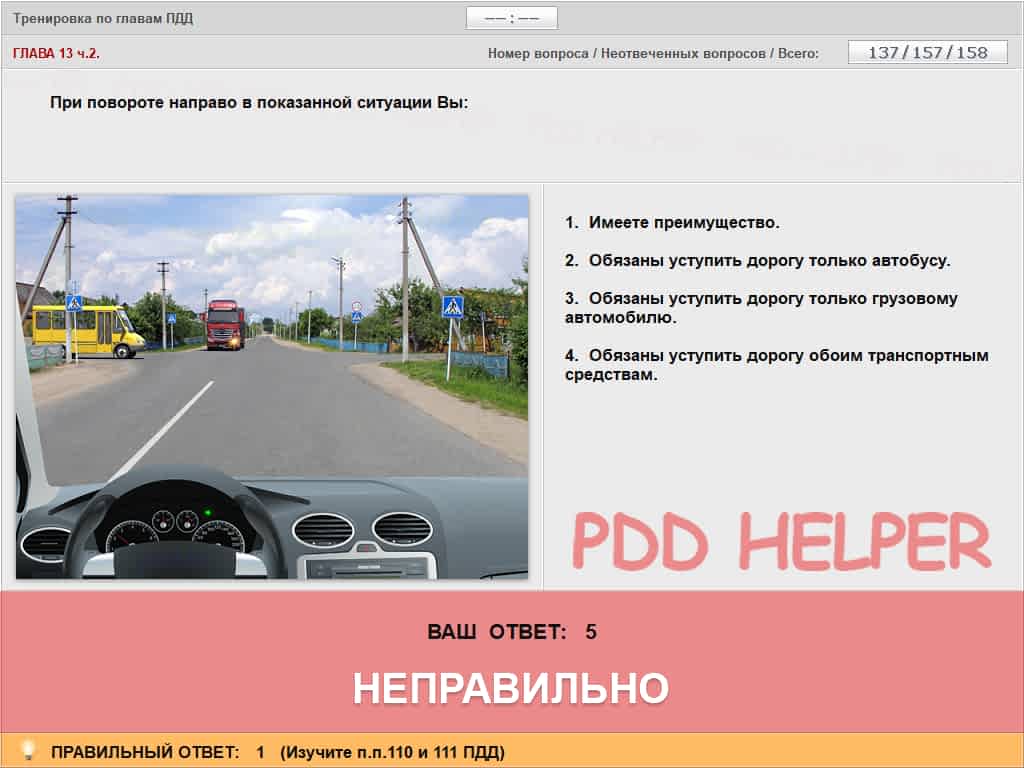 Тренировка по главам ПДД
–– : ––
ГЛАВА 13 ч.2.
Номер вопроса / Неотвеченных вопросов / Всего:
137/157/158
При повороте направо в показанной ситуации Вы:
1. Имеете преимущество.
2. Обязаны уступить дорогу только автобусу.
3. Обязаны уступить дорогу только грузовому
автомобилю.
4. Обязаны уступить дорогу обоим транспортным
средствам.
PDD HELPER
ВАШ ОТВЕТ: 5
НЕПРАВИЛЬНО
ПРАВИЛЬНЫЙ ОТВЕТ: 1 (Изучите п.п.110 и 111 ПДД)